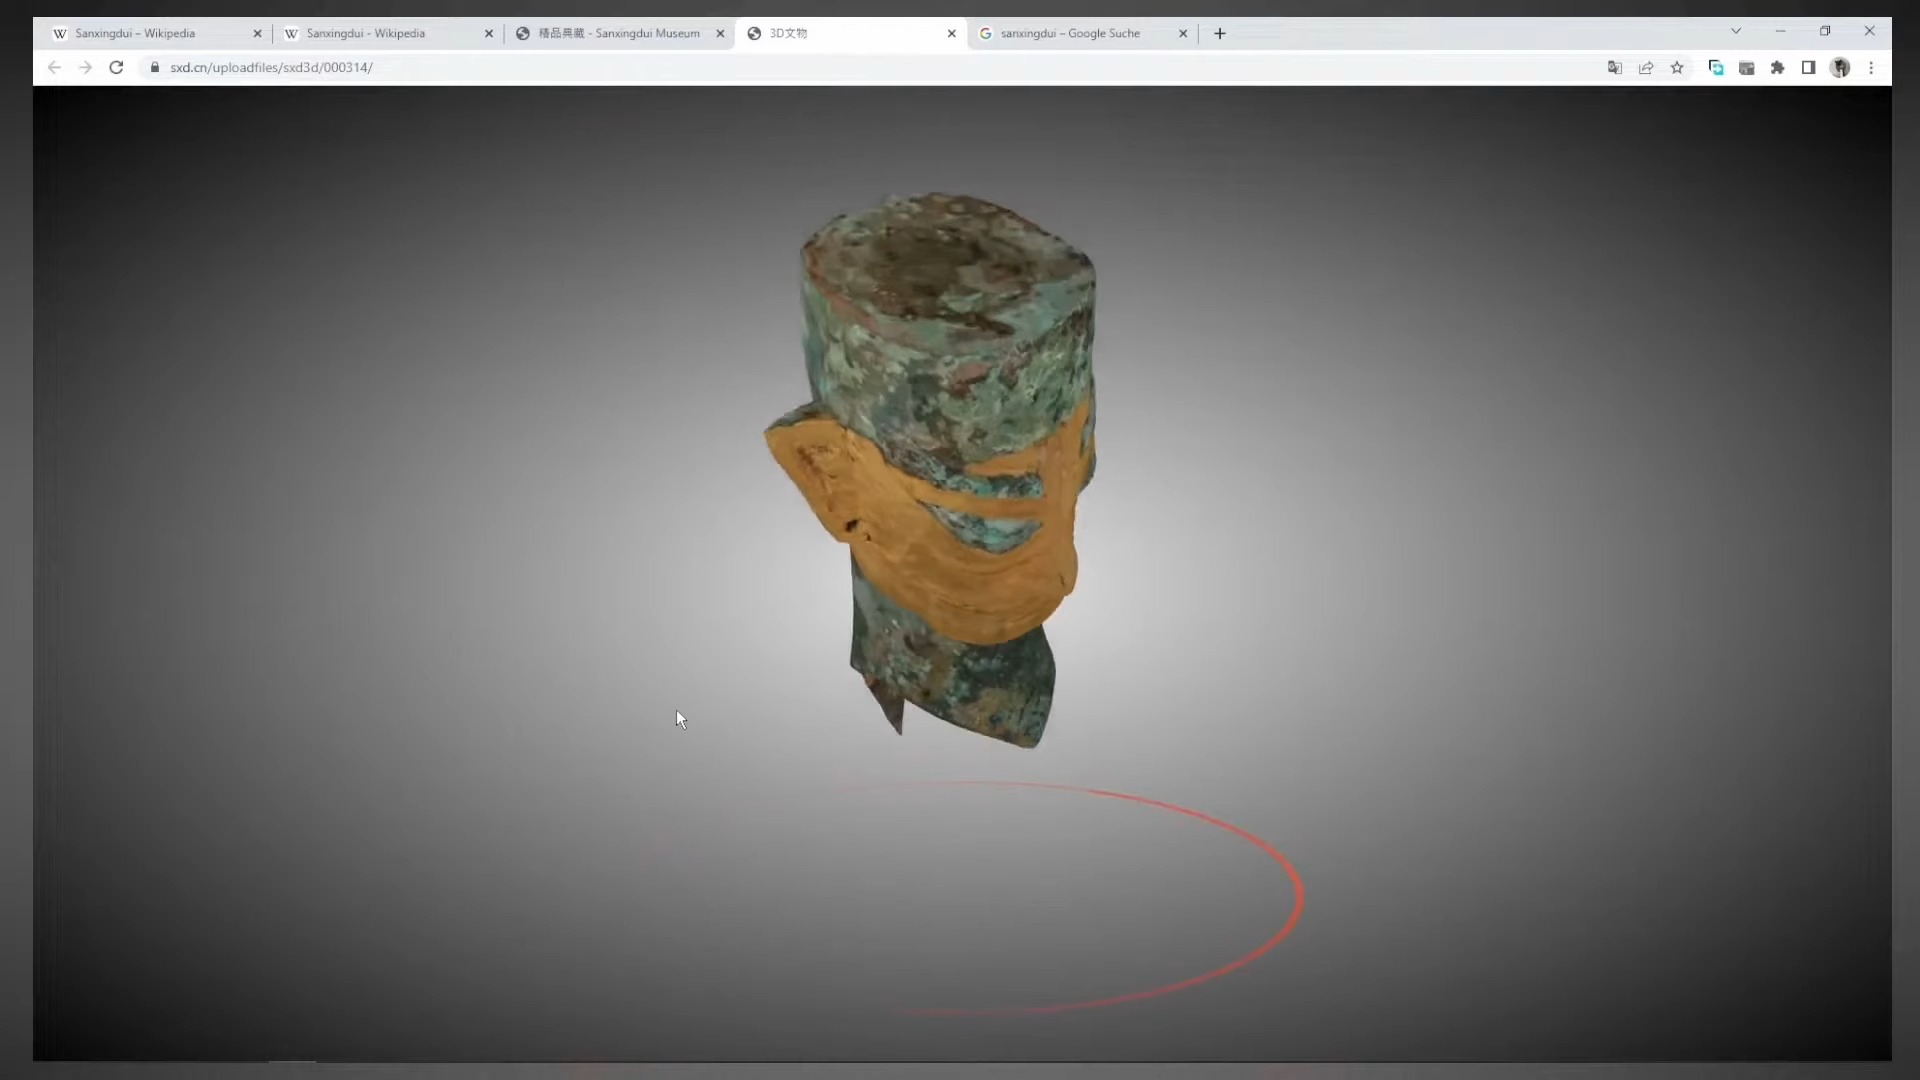 Sanxingdui – Wikipedia
Sanxingdui - Wikipedia
精品典藏 - Sanxingdui Museum
3D文物
sanxingdui – Google Suche
sxd.cn/uploadfiles/sxd3d/000314/